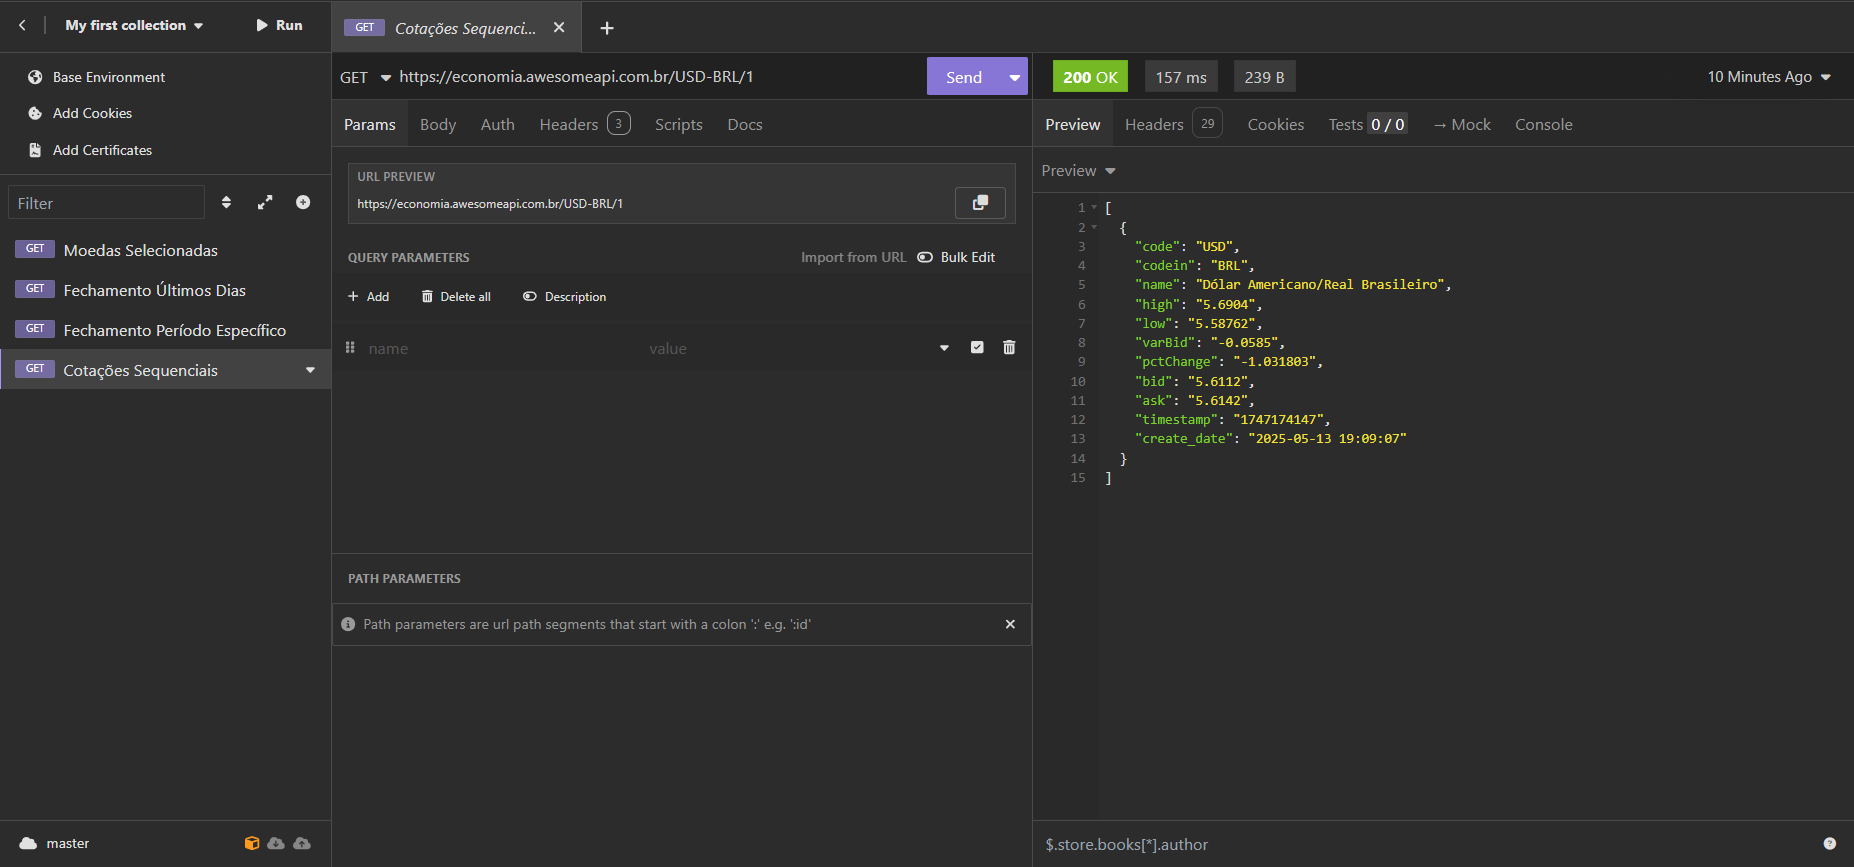 My first collection
Run
Base Environment
Add Cookies
Add Certificates
Filter
GET Moedas Selecionadas
GET Fechamento Últimos Dias
GET Fechamento Período Específico
GET Cotações Sequenciais
master
GET Cotações Sequenci...
GET https://economia.awesomeapi.com.br/USD-BRL/1 Send
Params Body Auth Headers 3 Scripts Docs
URL PREVIEW
https://economia.awesomeapi.com.br/USD-BRL/1
QUERY PARAMETERS Import from URL Bulk Edit
Add Delete all Description
name value
PATH PARAMETERS
Path parameters are url path segments that start with a colon ':' e.g. ':id'
200 OK 157 ms 239 B 10 Minutes Ago
Preview Headers 29 Cookies Tests 0 / 0 → Mock Console
Preview
1 [
2 {
3 "code": "USD",
4 "codein": "BRL",
5 "name": "Dólar Americano/Real Brasileiro",
6 "high": "5.6904",
7 "low": "5.58762",
8 "varBid": "-0.0585",
9 "pctChange": "-1.031803",
10 "bid": "5.6112",
11 "ask": "5.6142",
12 "timestamp": "1747174147",
13 "create_date": "2025-05-13 19:09:07"
14 }
15 ]
$.store.books[*].author